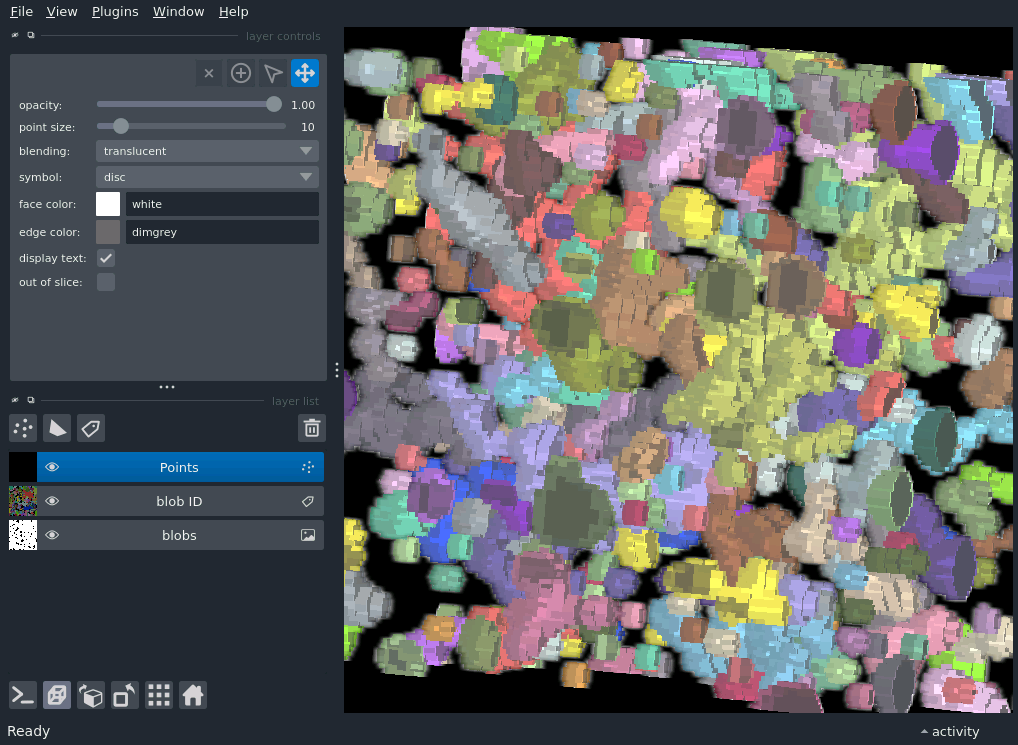 File View Plugins Window Help
layer controls
opacity: 1.00
point size: 10
blending: translucent
symbol: disc
face color: white
edge color: dimgrey
display text:
out of slice:
layer list
Points
blob ID
blobs
Ready
activity